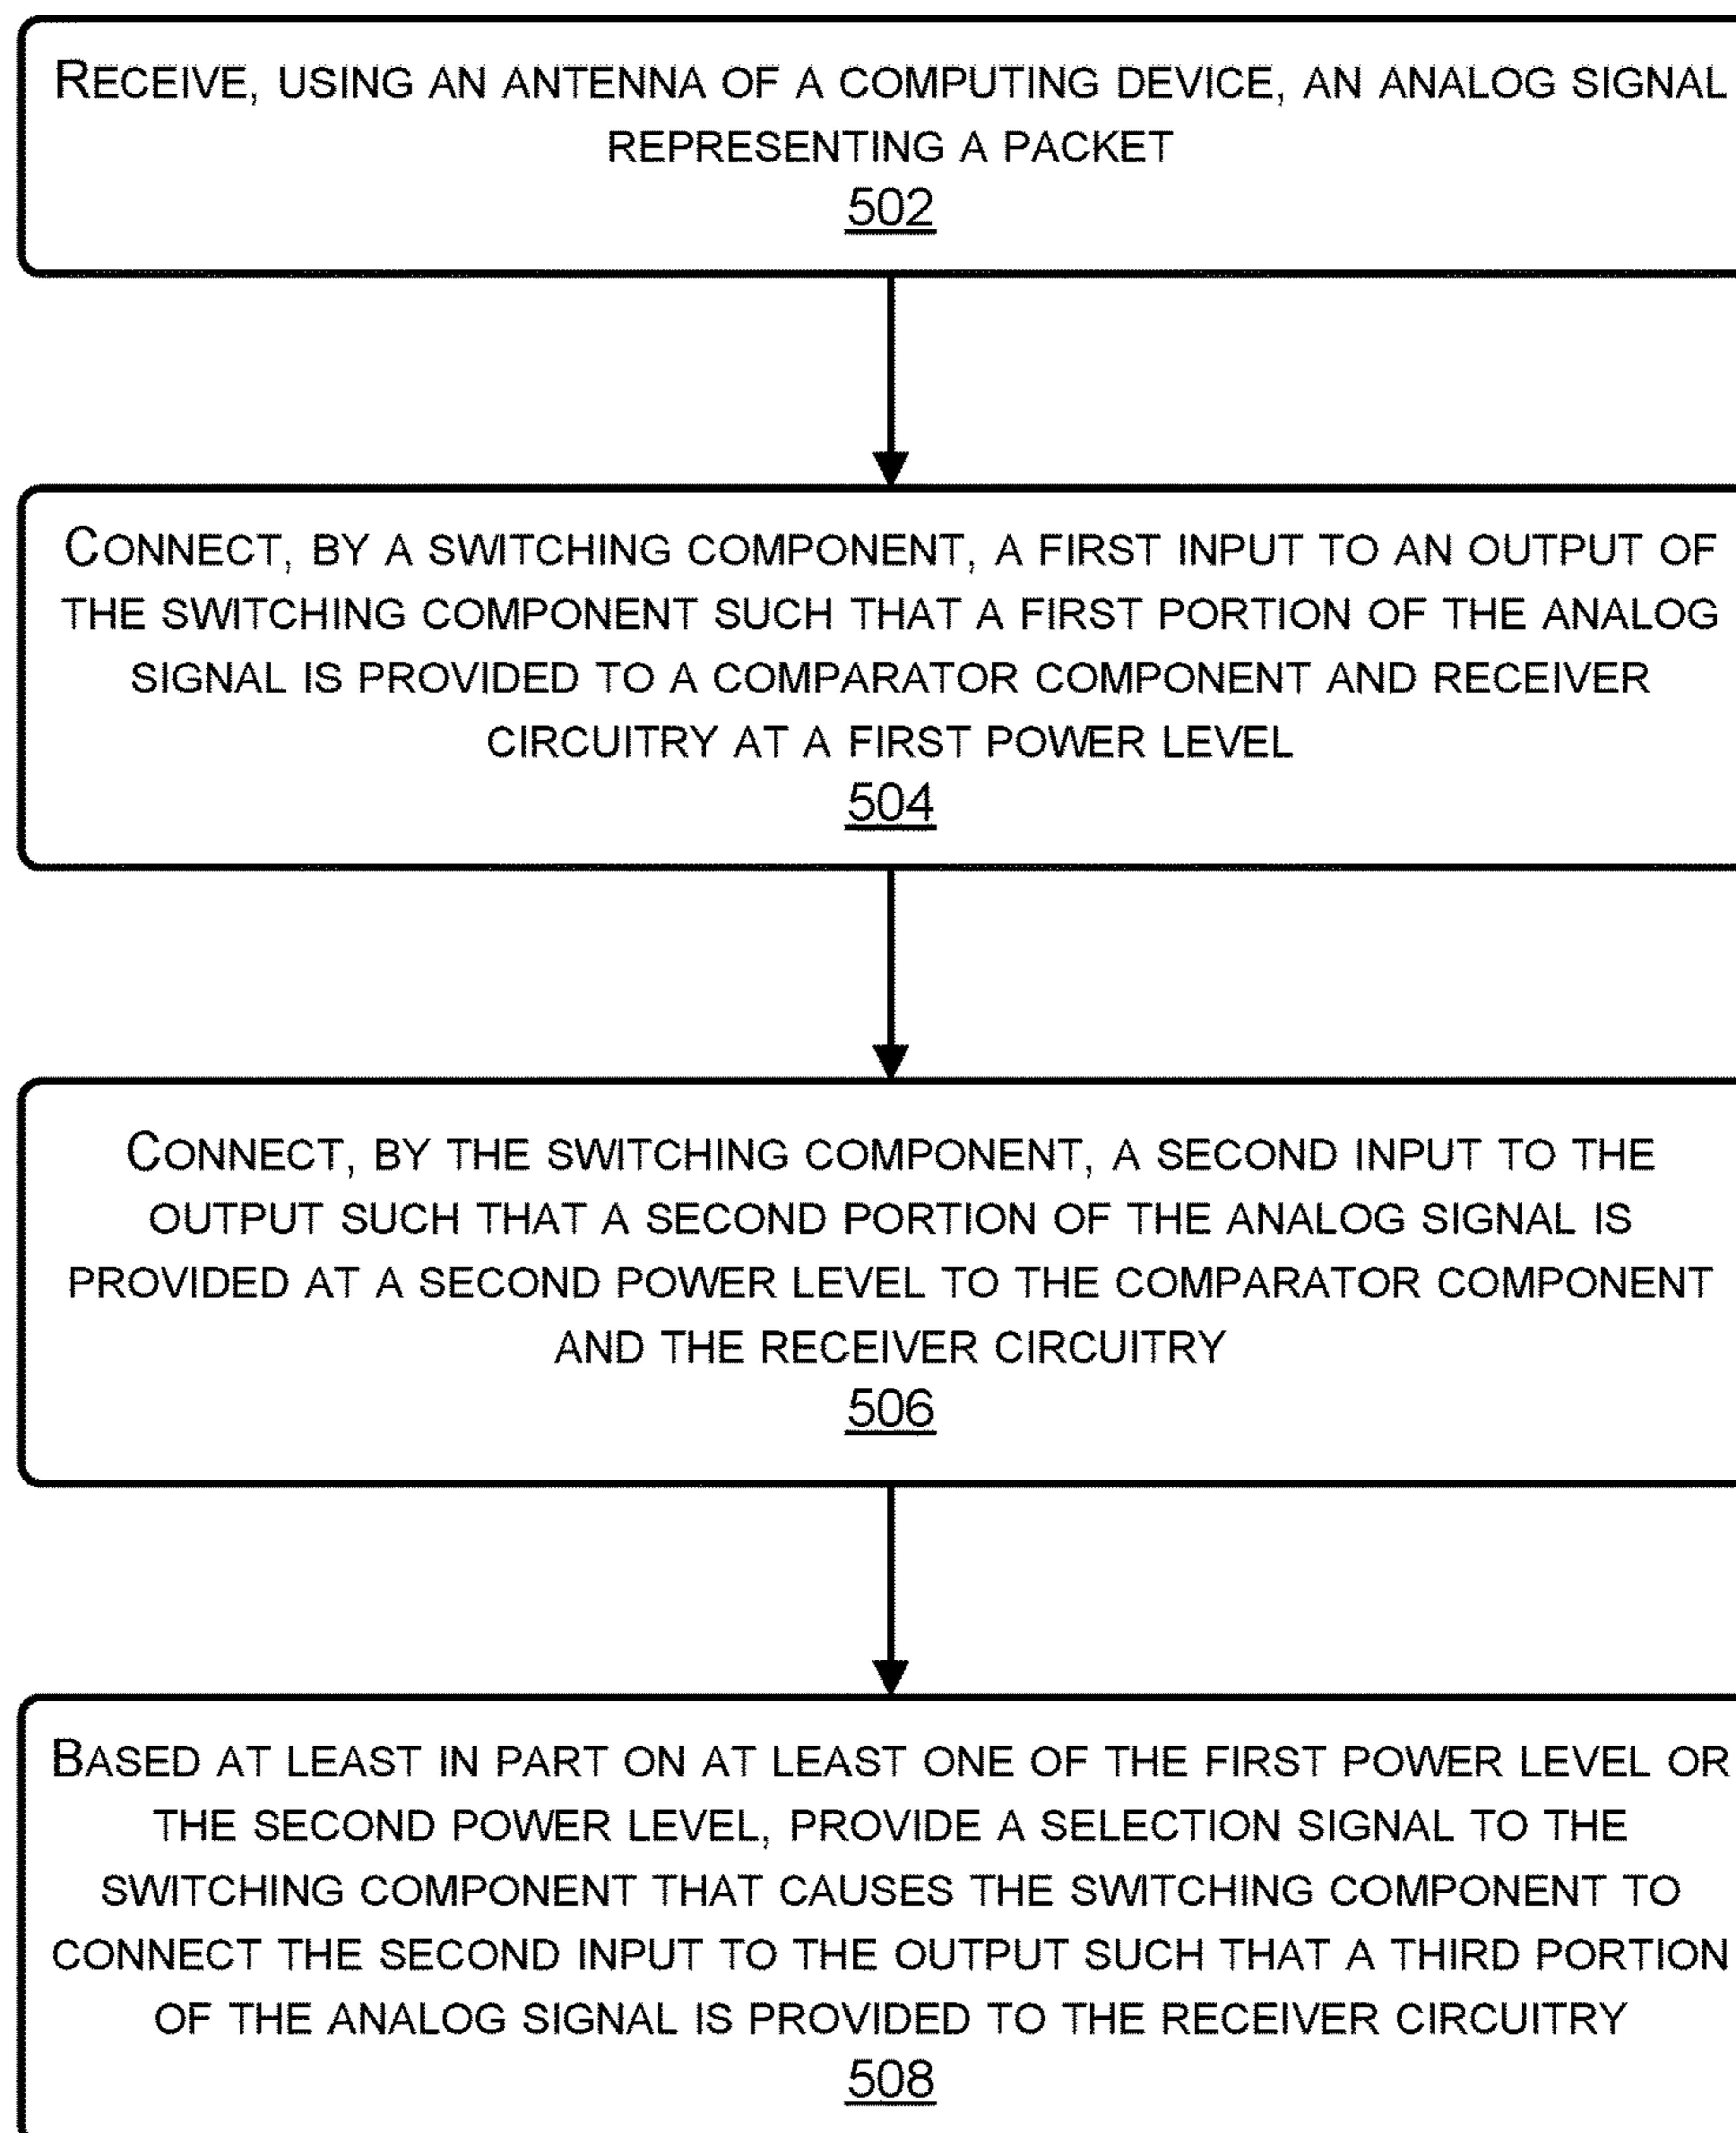 RECEIVE, USING AN ANTENNA OF A COMPUTING DEVICE, AN ANALOG SIGNAL
REPRESENTING A PACKET
502
CONNECT, BY A SWITCHING COMPONENT, A FIRST INPUT TO AN OUTPUT OF
THE SWITCHING COMPONENT SUCH THAT A FIRST PORTION OF THE ANALOG
SIGNAL IS PROVIDED TO A COMPARATOR COMPONENT AND RECEIVER
CIRCUITRY AT A FIRST POWER LEVEL
504
CONNECT, BY THE SWITCHING COMPONENT, A SECOND INPUT TO THE
OUTPUT SUCH THAT A SECOND PORTION OF THE ANALOG SIGNAL IS
PROVIDED AT A SECOND POWER LEVEL TO THE COMPARATOR COMPONENT
AND THE RECEIVER CIRCUITRY
506
BASED AT LEAST IN PART ON AT LEAST ONE OF THE FIRST POWER LEVEL OR
THE SECOND POWER LEVEL, PROVIDE A SELECTION SIGNAL TO THE
SWITCHING COMPONENT THAT CAUSES THE SWITCHING COMPONENT TO
CONNECT THE SECOND INPUT TO THE OUTPUT SUCH THAT A THIRD PORTION
OF THE ANALOG SIGNAL IS PROVIDED TO THE RECEIVER CIRCUITRY
508